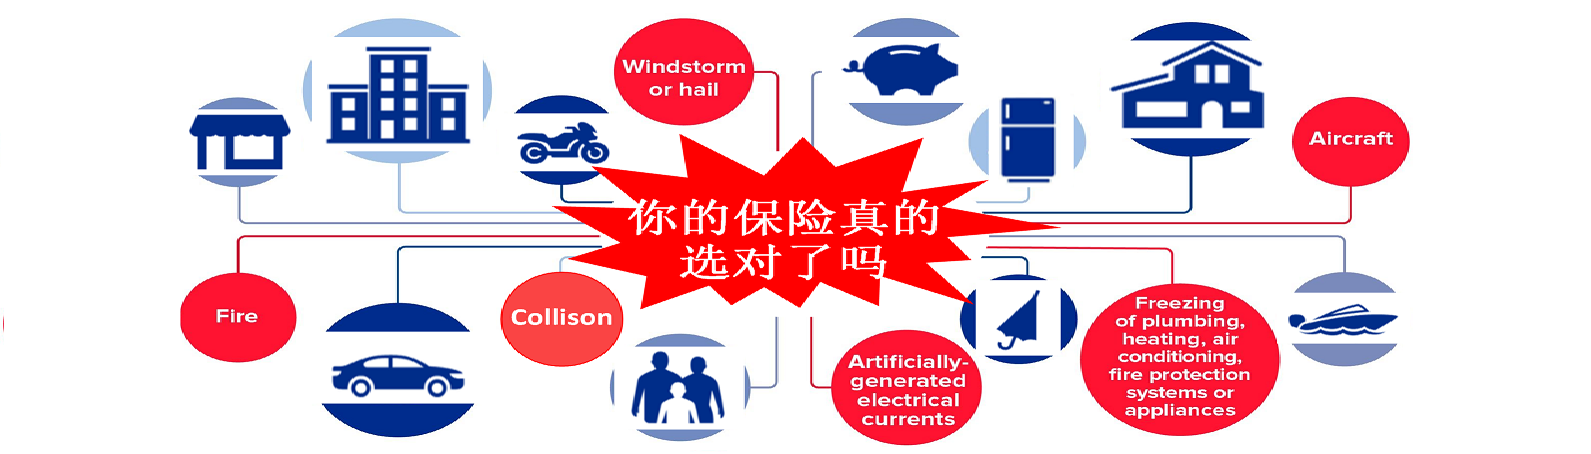 Windstorm
or hail
Aircraft
你的保险真的
选对了吗
Fire
Collison
Artificially-
generated
electrical
currents
Freezing
of plumbing,
heating, air
conditioning,
fire protection
systems or
appliances